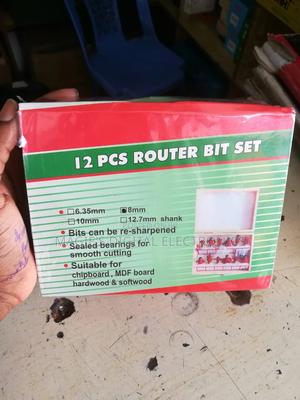 12 PCS ROUTER BIT SET
6.35mm 8mm
10mm 12.7mm shank
Bits can be re-sharpened
Sealed bearings for
smooth cutting
Suitable for
chipboard, MDF board
hardwood & softwood